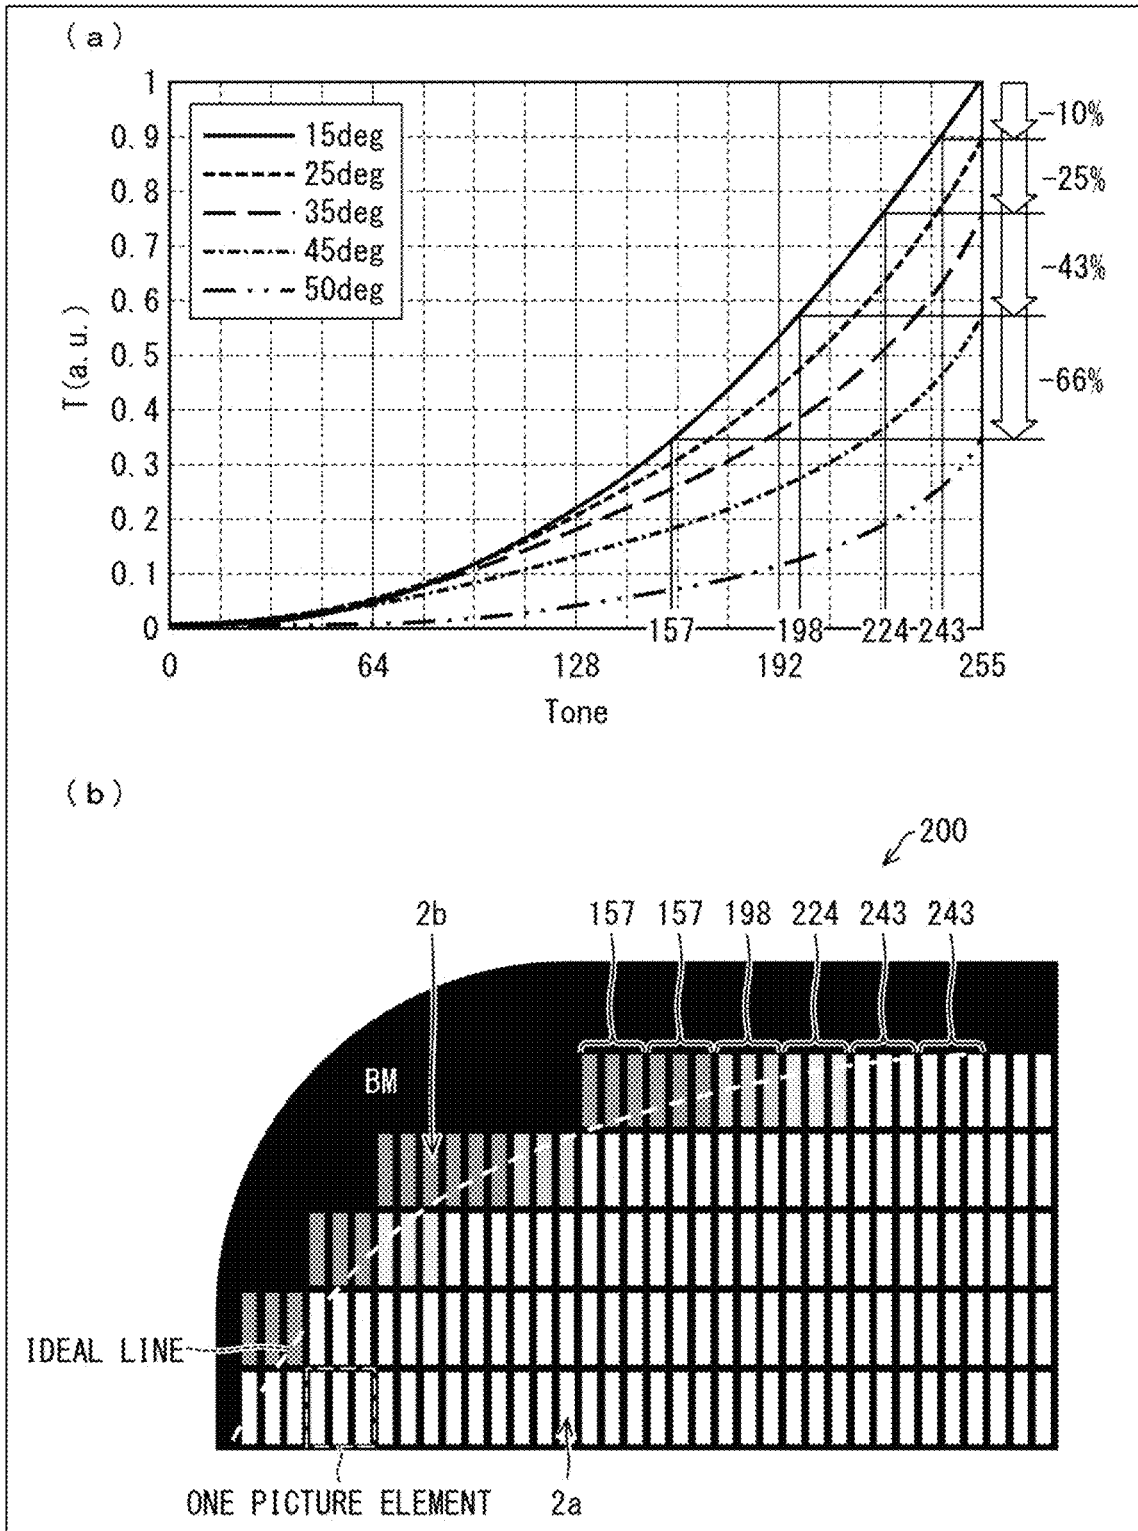 (a)
1
0.9
0.8
0.7
0.6
0.5
0.4
0.3
0.2
0.1
0
T(a.u.)
15deg
25deg
35deg
45deg
50deg
-10%
-25%
-43%
-66%
157 198 224 243
0 64 128 192 255
Tone
(b)
200
2b 157 157 198 224 243 243
BM
IDEAL LINE
ONE PICTURE ELEMENT 2a